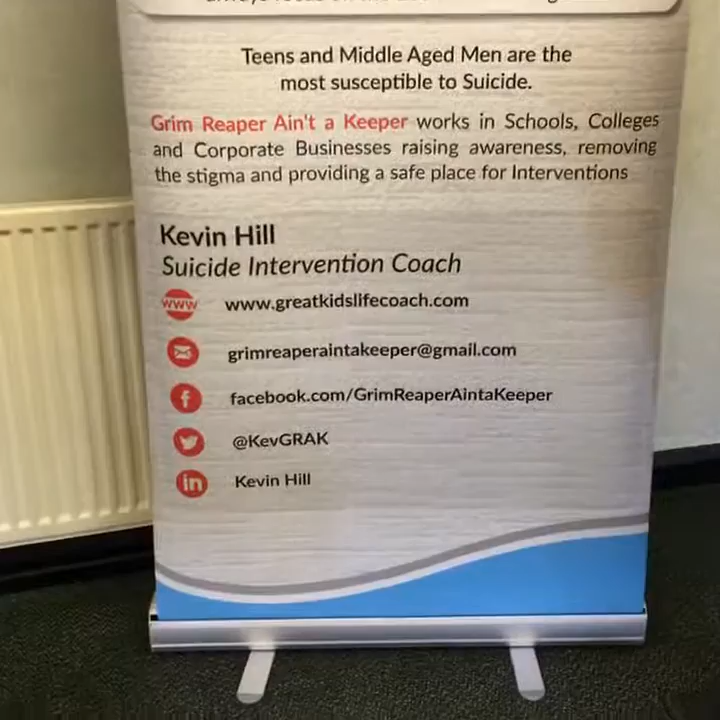 Teens and Middle Aged Men are the
most susceptible to Suicide.
Grim Reaper Ain't a Keeper works in Schools, Colleges
and Corporate Businesses raising awareness, removing
the stigma and providing a safe place for Interventions
Kevin Hill
Suicide Intervention Coach
www www.greatkidslifecoach.com
grimreaperaintakeeper@gmail.com
f facebook.com/GrimReaperAintaKeeper
@KevGRAK
in Kevin Hill